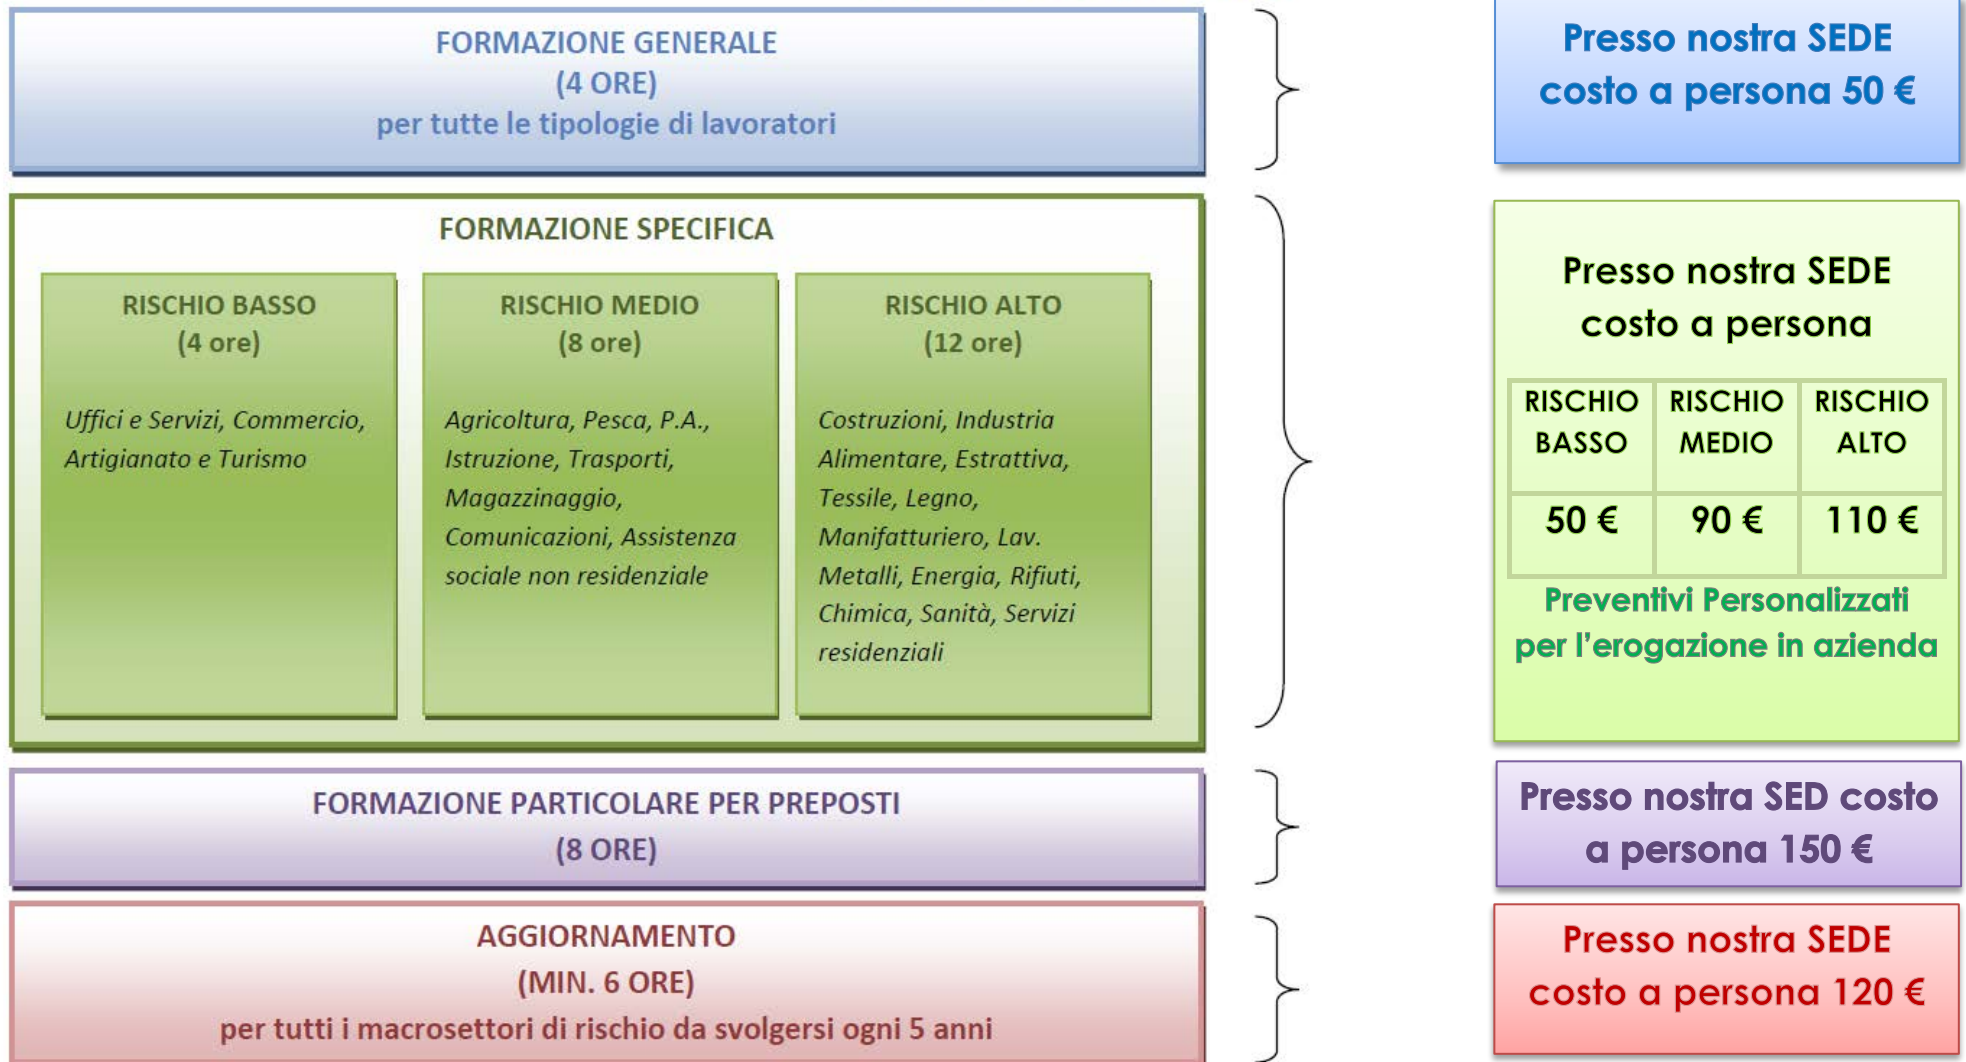 FORMAZIONE GENERALE
(4 ORE)
per tutte le tipologie di lavoratori
Presso nostra SEDE
costo a persona 50 €
FORMAZIONE SPECIFICA
RISCHIO BASSO
(4 ore)
Uffici e Servizi, Commercio,
Artigianato e Turismo
RISCHIO MEDIO
(8 ore)
Agricoltura, Pesca, P.A.,
Istruzione, Trasporti,
Magazzinaggio,
Comunicazioni, Assistenza
sociale non residenziale
RISCHIO ALTO
(12 ore)
Costruzioni, Industria
Alimentare, Estrattiva,
Tessile, Legno,
Manifatturiero, Lav.
Metalli, Energia, Rifiuti,
Chimica, Sanità, Servizi
residenziali
Presso nostra SEDE
costo a persona
RISCHIO BASSO
RISCHIO MEDIO
RISCHIO ALTO
50 €
90 €
110 €
Preventivi Personalizzati
per l'erogazione in azienda
FORMAZIONE PARTICOLARE PER PREPOSTI
(8 ORE)
Presso nostra SED costo
a persona 150 €
AGGIORNAMENTO
(MIN. 6 ORE)
per tutti i macrosettori di rischio da svolgersi ogni 5 anni
Presso nostra SEDE
costo a persona 120 €